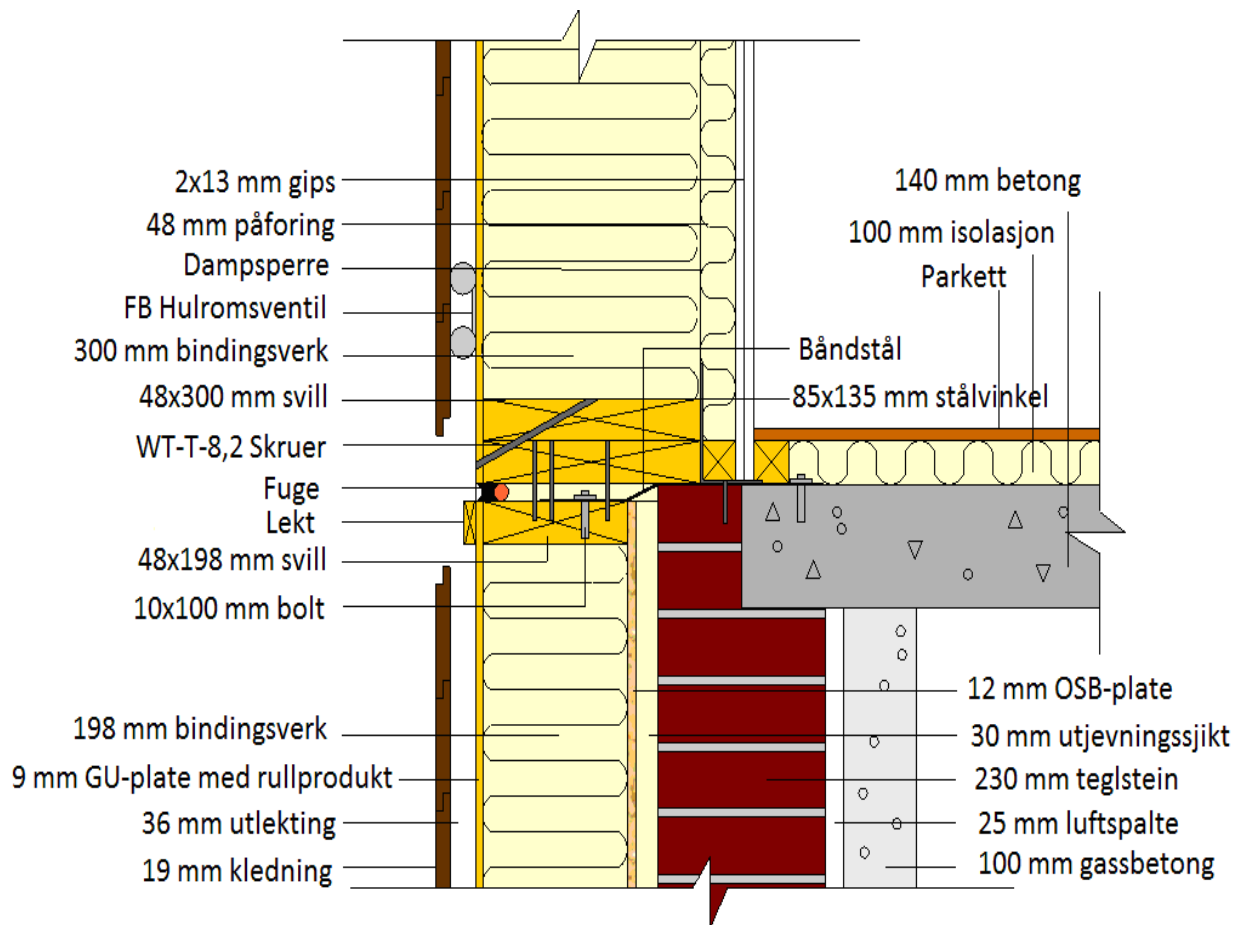 2x13 mm gips
48 mm påforing
Dampsperre
FB Hulromsventil
300 mm bindingsverk
48x300 mm svill
WT-T-8,2 Skruer
Fuge
Lekt
48x198 mm svill
10x100 mm bolt
198 mm bindingsverk
9 mm GU-plate med rullprodukt
36 mm utlekting
19 mm kledning
140 mm betong
100 mm isolasjon
Parkett
Båndstål
85x135 mm stålvinkel
12 mm OSB-plate
30 mm utjevningssjikt
230 mm teglstein
25 mm luftspalte
100 mm gassbetong